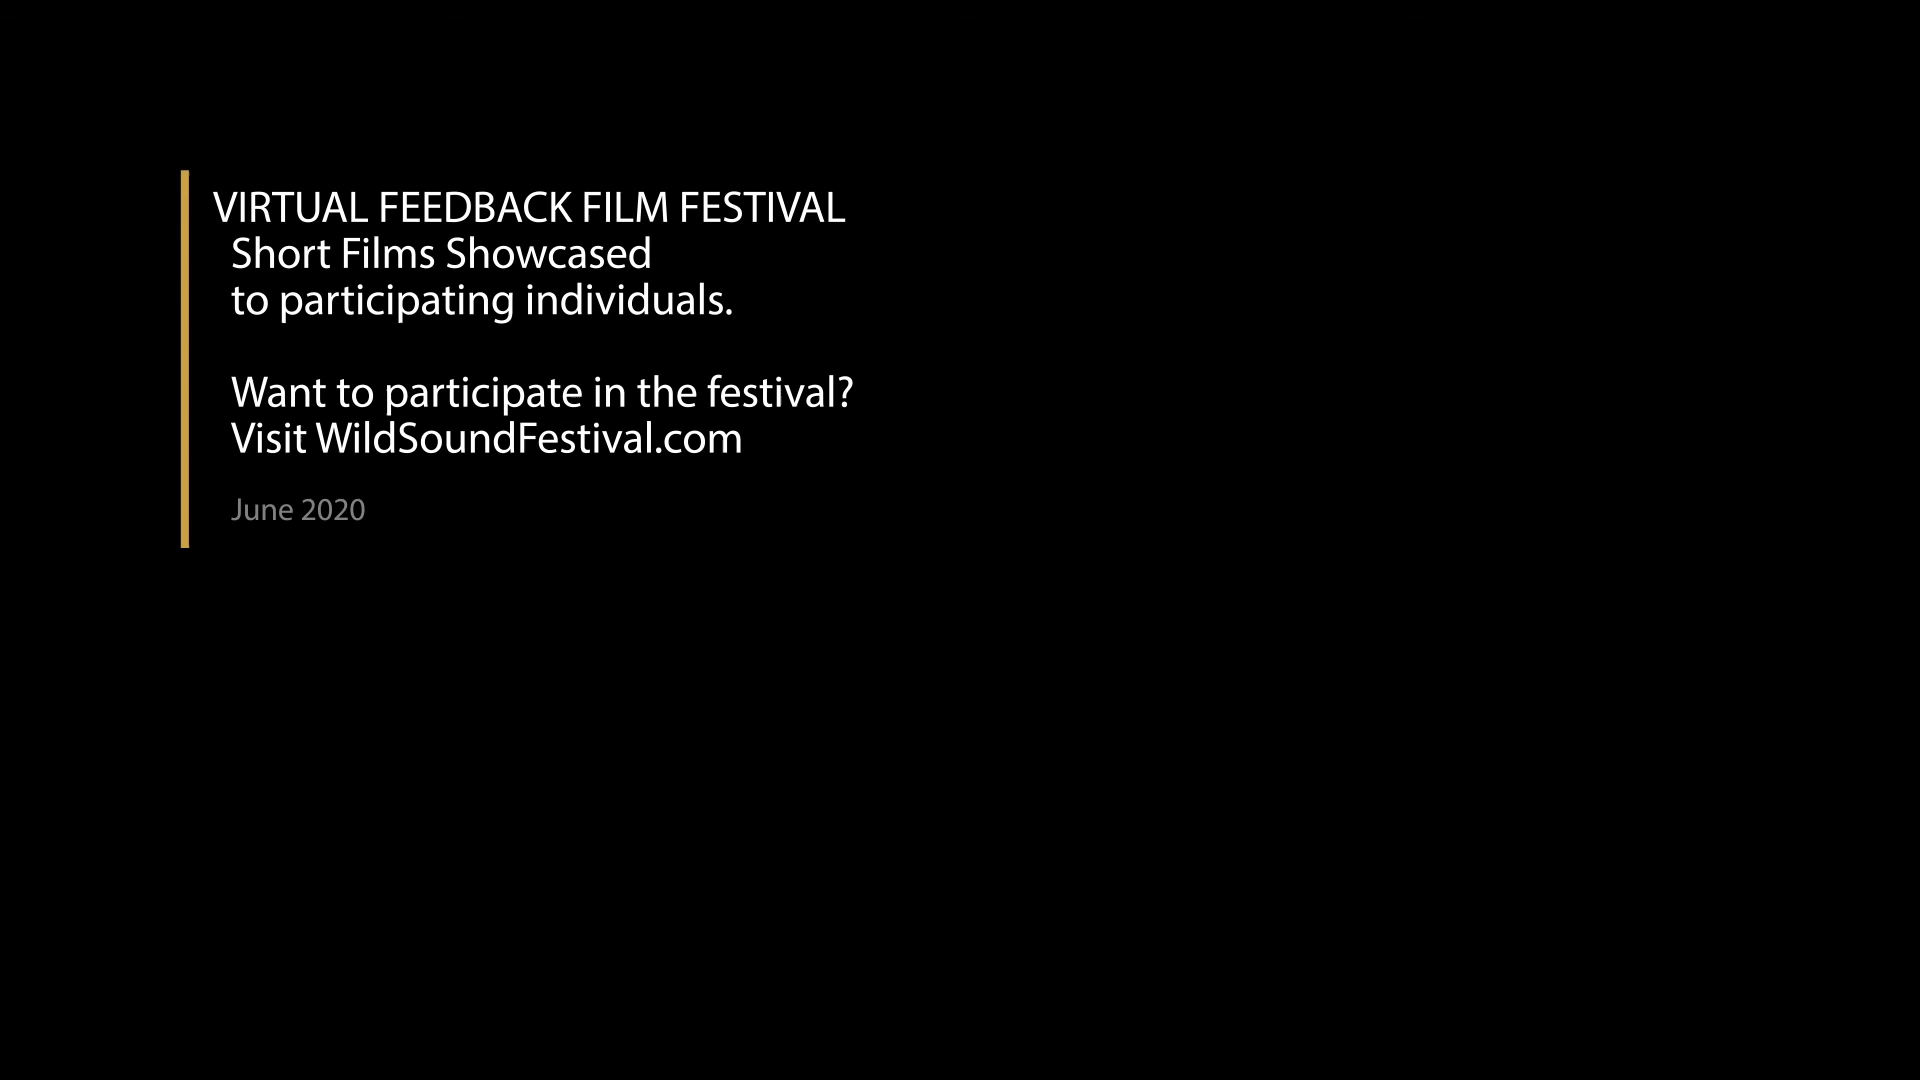 VIRTUAL FEEDBACK FILM FESTIVAL
Short Films Showcased
to participating individuals.
Want to participate in the festival?
Visit WildSoundFestival.com
June 2020